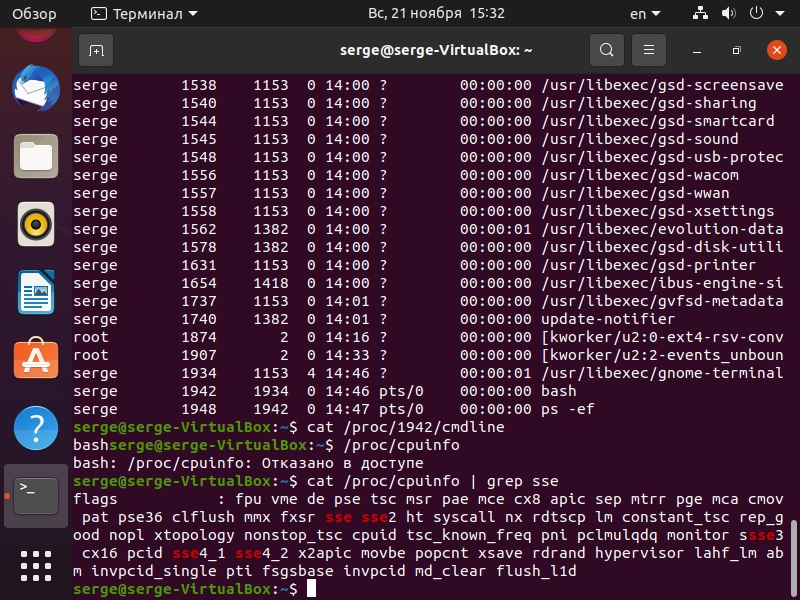 Обзор Терминал Вс, 21 ноября 15:32 en
serge@serge-VirtualBox: ~
serge 1538 1153 0 14:00 ? 00:00:00 /usr/libexec/gsd-screensave
serge 1540 1153 0 14:00 ? 00:00:00 /usr/libexec/gsd-sharing
serge 1544 1153 0 14:00 ? 00:00:00 /usr/libexec/gsd-smartcard
serge 1545 1153 0 14:00 ? 00:00:00 /usr/libexec/gsd-sound
serge 1548 1153 0 14:00 ? 00:00:00 /usr/libexec/gsd-usb-protec
serge 1556 1153 0 14:00 ? 00:00:00 /usr/libexec/gsd-wacom
serge 1557 1153 0 14:00 ? 00:00:00 /usr/libexec/gsd-wwan
serge 1558 1153 0 14:00 ? 00:00:00 /usr/libexec/gsd-xsettings
serge 1562 1382 0 14:00 ? 00:00:01 /usr/libexec/evolution-data
serge 1578 1382 0 14:00 ? 00:00:00 /usr/libexec/gsd-disk-utili
serge 1631 1153 0 14:00 ? 00:00:00 /usr/libexec/gsd-printer
serge 1654 1418 0 14:00 ? 00:00:00 /usr/libexec/ibus-engine-si
serge 1737 1153 0 14:01 ? 00:00:00 /usr/libexec/gvfsd-metadata
serge 1740 1382 0 14:01 ? 00:00:00 update-notifier
root 1874 2 0 14:16 ? 00:00:00 [kworker/u2:0-ext4-rsv-conv
root 1907 2 0 14:33 ? 00:00:00 [kworker/u2:2-events_unboun
serge 1934 1153 4 14:46 ? 00:00:01 /usr/libexec/gnome-terminal
serge 1942 1934 0 14:46 pts/0 00:00:00 bash
serge 1948 1942 0 14:47 pts/0 00:00:00 ps -ef
serge@serge-VirtualBox:~$ cat /proc/1942/cmdline
bashserge@serge-VirtualBox:~$ /proc/cpuinfo
bash: /proc/cpuinfo: Отказано в доступе
serge@serge-VirtualBox:~$ cat /proc/cpuinfo | grep sse
flags : fpu vme de pse tsc msr pae mce cx8 apic sep mtrr pge mca cmov
pat pse36 clflush mmx fxsr sse sse2 ht syscall nx rdtscp lm constant_tsc rep_g
ood nopl xtopology nonstop_tsc cpuid tsc_known_freq pni pclmulqdq monitor ssse3
cx16 pcid sse4_1 sse4_2 x2apic movbe popcnt xsave rdrand hypervisor lahf_lm ab
m invpcid_single pti fsgsbase invpcid md_clear flush_l1d
serge@serge-VirtualBox:~$